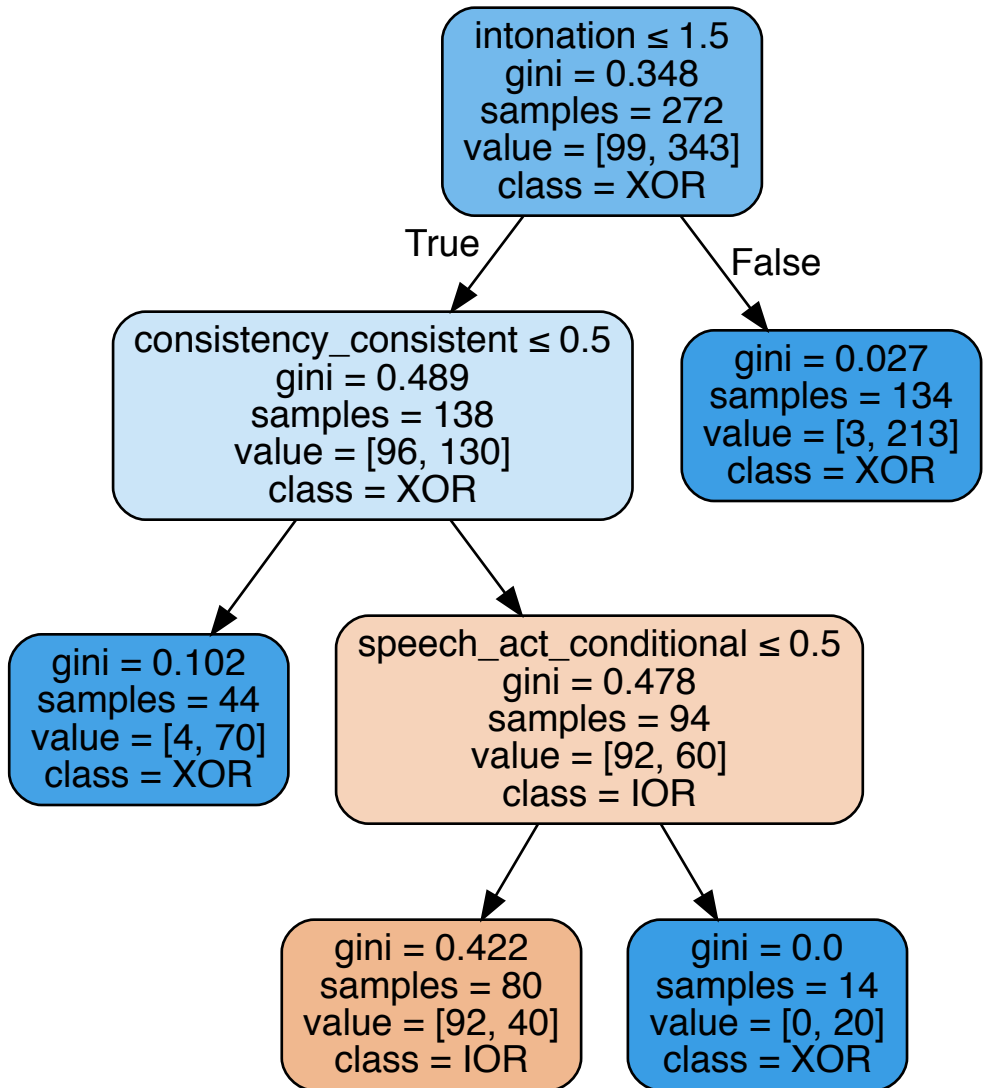 intonation ≤ 1.5
gini = 0.348
samples = 272
value = [99, 343]
class = XOR
True
False
consistency_consistent ≤ 0.5
gini = 0.489
samples = 138
value = [96, 130]
class = XOR
gini = 0.027
samples = 134
value = [3, 213]
class = XOR
gini = 0.102
samples = 44
value = [4, 70]
class = XOR
speech_act_conditional ≤ 0.5
gini = 0.478
samples = 94
value = [92, 60]
class = IOR
gini = 0.422
samples = 80
value = [92, 40]
class = IOR
gini = 0.0
samples = 14
value = [0, 20]
class = XOR